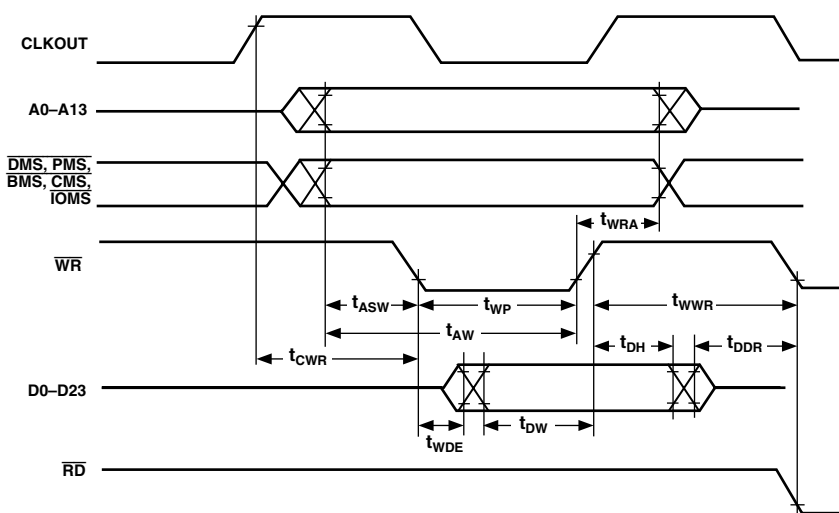 CLKOUT
A0–A13
DMS, PMS,
BMS, CMS,
IOMS
tWRA
WR
tASW
tWP
tWWR
tAW
tCWR
tDH
tDDR
D0–D23
tWDE
tDW
RD